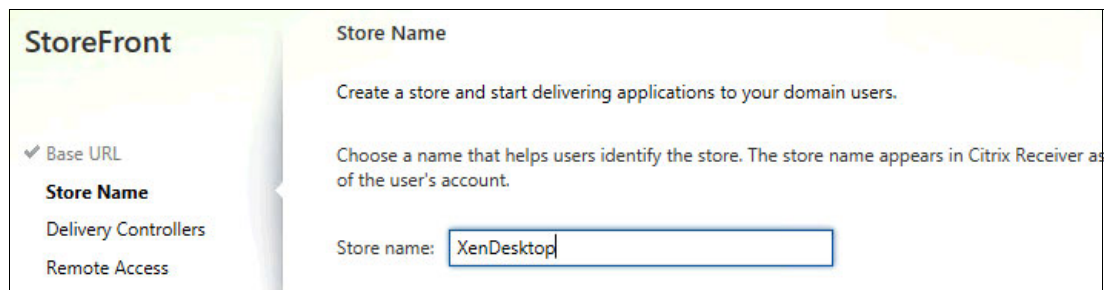 StoreFront
✔ Base URL
Store Name
Delivery Controllers
Remote Access
Store Name
Create a store and start delivering applications to your domain users.
Choose a name that helps users identify the store. The store name appears in Citrix Receiver as
of the user's account.
Store name: XenDesktop